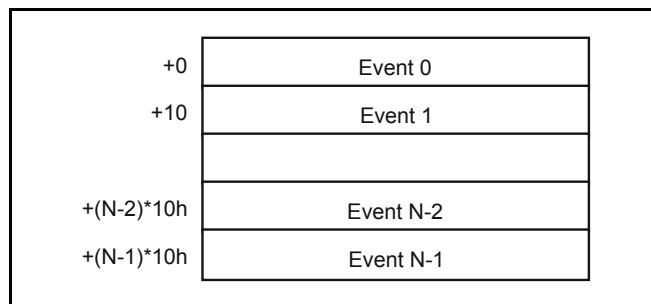 +0 Event 0
+10 Event 1
+(N-2)*10h Event N-2
+(N-1)*10h Event N-1